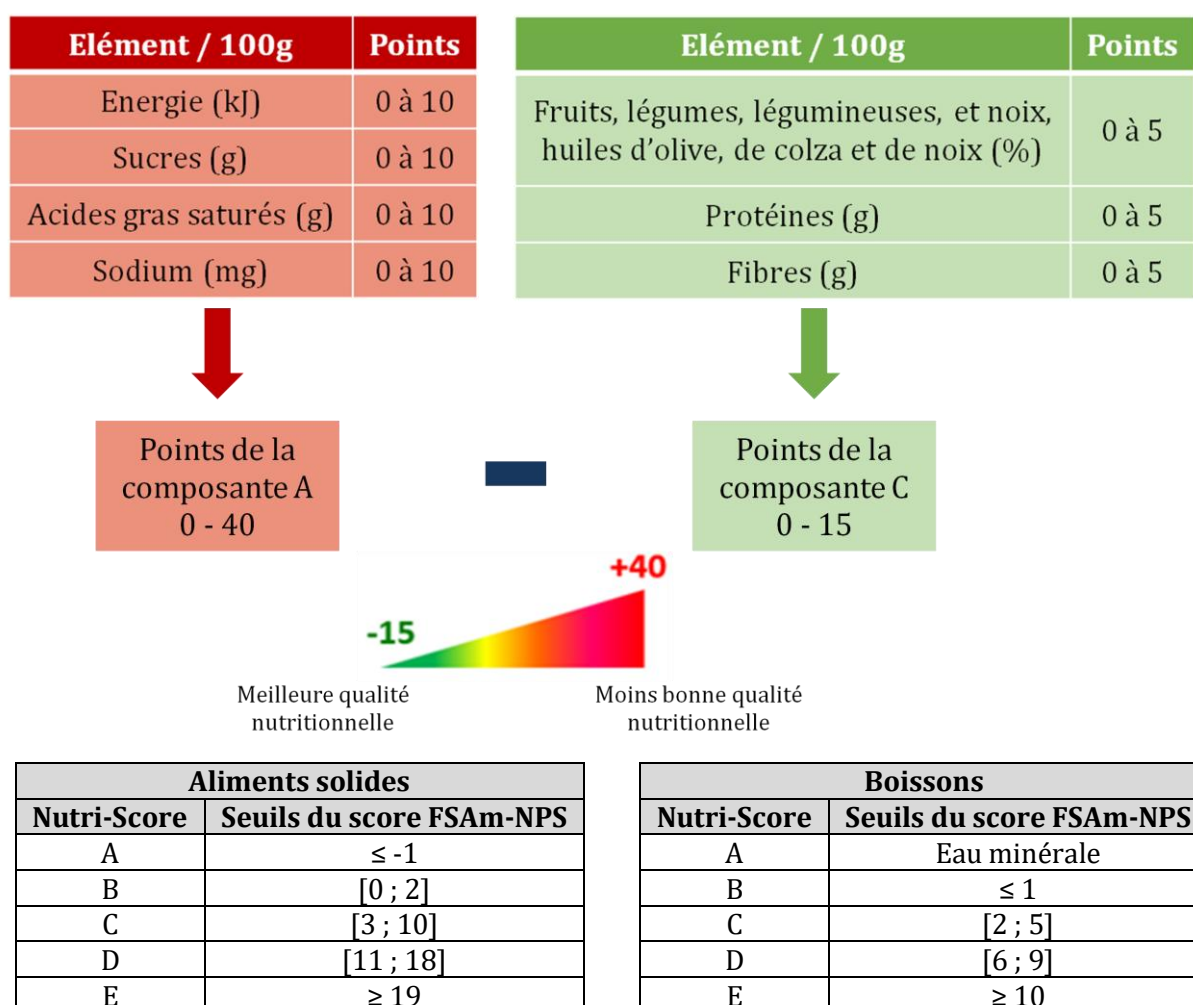 Elément / 100g Points
Energie (kJ) 0 à 10
Sucres (g) 0 à 10
Acides gras saturés (g) 0 à 10
Sodium (mg) 0 à 10
Elément / 100g Points
Fruits, légumes, légumineuses, et noix,
huiles d'olive, de colza et de noix (%) 0 à 5
Protéines (g) 0 à 5
Fibres (g) 0 à 5
Points de la
composante A
0 - 40
Points de la
composante C
0 - 15
+40
-15
Meilleure qualité
nutritionnelle
Moins bonne qualité
nutritionnelle
Aliments solides
Nutri-Score Seuils du score FSAm-NPS
A ≤ -1
B [0 ; 2]
C [3 ; 10]
D [11 ; 18]
E ≥ 19
Boissons
Nutri-Score Seuils du score FSAm-NPS
A Eau minérale
B ≤ 1
C [2 ; 5]
D [6 ; 9]
E ≥ 10